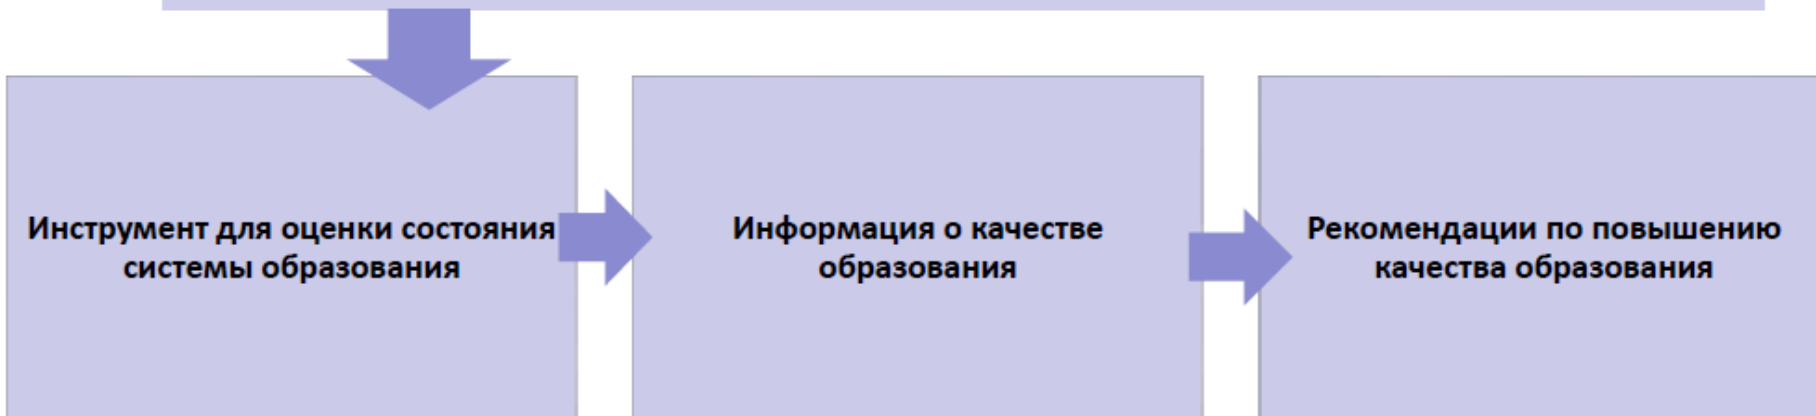 Инструмент для оценки состояния
системы образования
Информация о качестве
образования
Рекомендации по повышению
качества образования